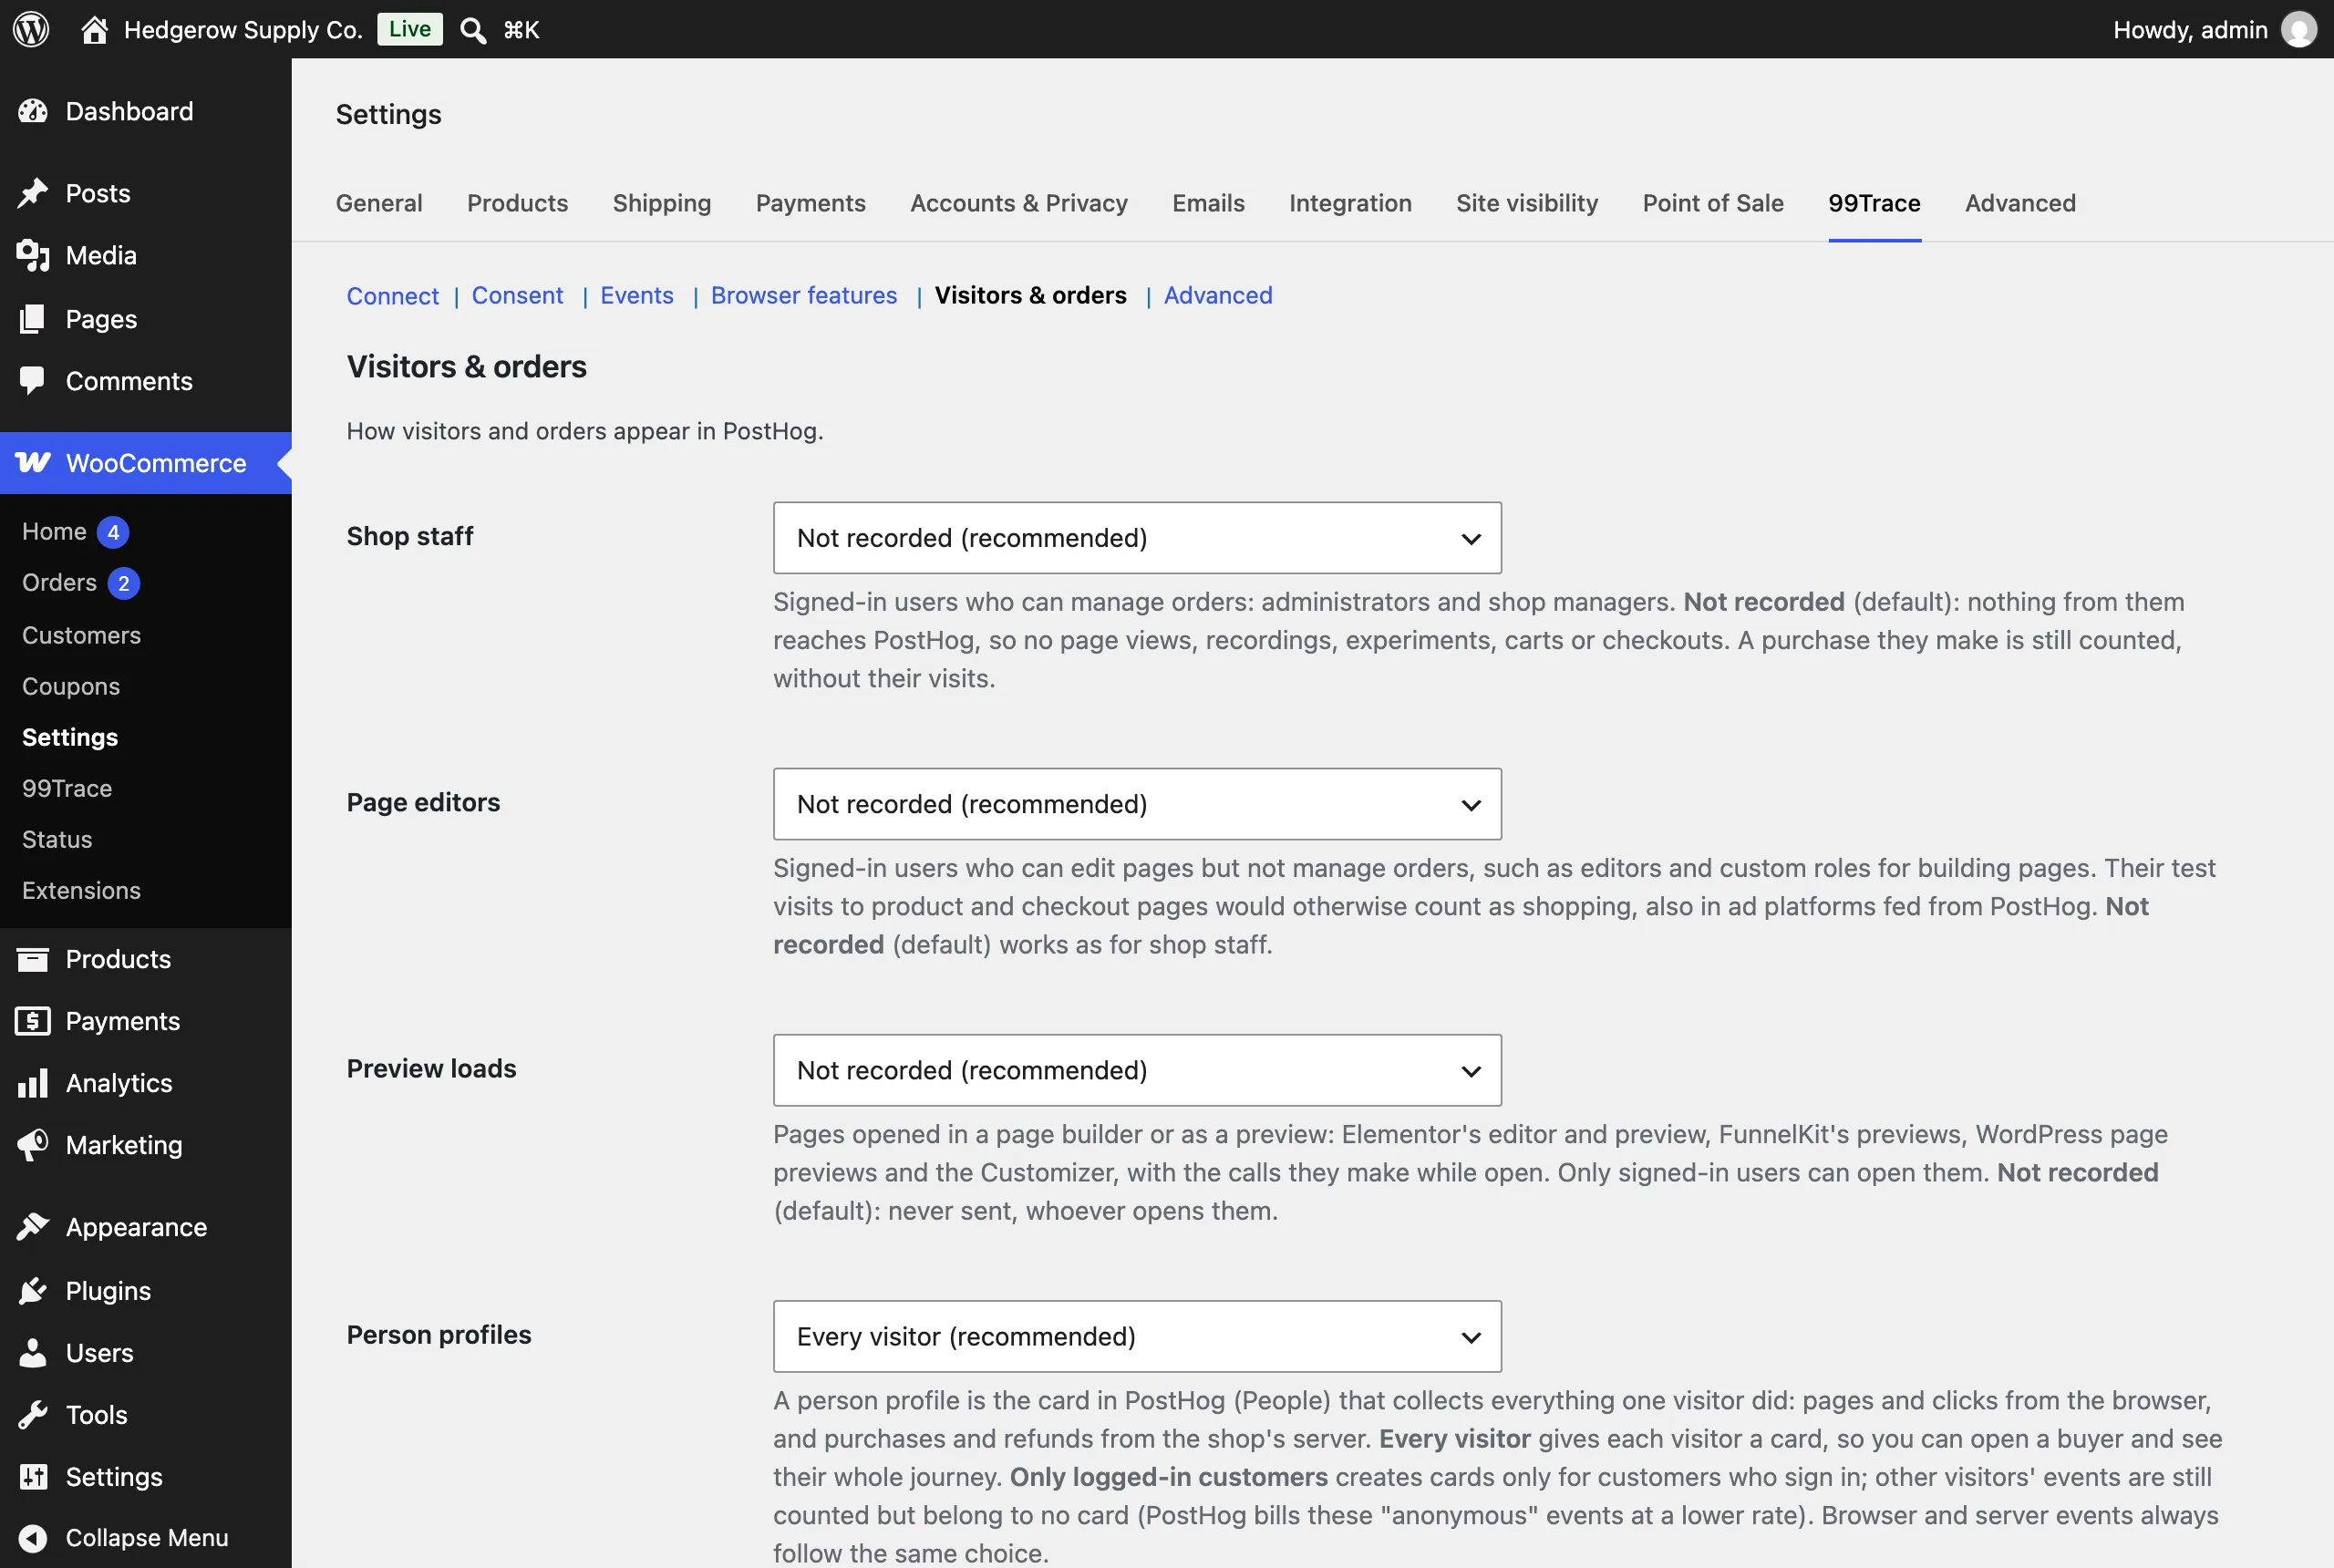 Hedgerow Supply Co. Live ⌘K
Howdy, admin
Dashboard
Posts
Media
Pages
Comments
WooCommerce
Home 4
Orders 2
Customers
Coupons
Settings
99Trace
Status
Extensions
Products
Payments
Analytics
Marketing
Appearance
Plugins
Users
Tools
Settings
Collapse Menu
Settings
General Products Shipping Payments Accounts & Privacy Emails Integration Site visibility Point of Sale 99Trace Advanced
Connect | Consent | Events | Browser features | Visitors & orders | Advanced
Visitors & orders
How visitors and orders appear in PostHog.
Shop staff
Not recorded (recommended)
Signed-in users who can manage orders: administrators and shop managers. Not recorded (default): nothing from them
reaches PostHog, so no page views, recordings, experiments, carts or checkouts. A purchase they make is still counted,
without their visits.
Page editors
Not recorded (recommended)
Signed-in users who can edit pages but not manage orders, such as editors and custom roles for building pages. Their test
visits to product and checkout pages would otherwise count as shopping, also in ad platforms fed from PostHog. Not
recorded (default) works as for shop staff.
Preview loads
Not recorded (recommended)
Pages opened in a page builder or as a preview: Elementor's editor and preview, FunnelKit's previews, WordPress page
previews and the Customizer, with the calls they make while open. Only signed-in users can open them. Not recorded
(default): never sent, whoever opens them.
Person profiles
Every visitor (recommended)
A person profile is the card in PostHog (People) that collects everything one visitor did: pages and clicks from the browser,
and purchases and refunds from the shop's server. Every visitor gives each visitor a card, so you can open a buyer and see
their whole journey. Only logged-in customers creates cards only for customers who sign in; other visitors' events are still
counted but belong to no card (PostHog bills these "anonymous" events at a lower rate). Browser and server events always
follow the same choice.